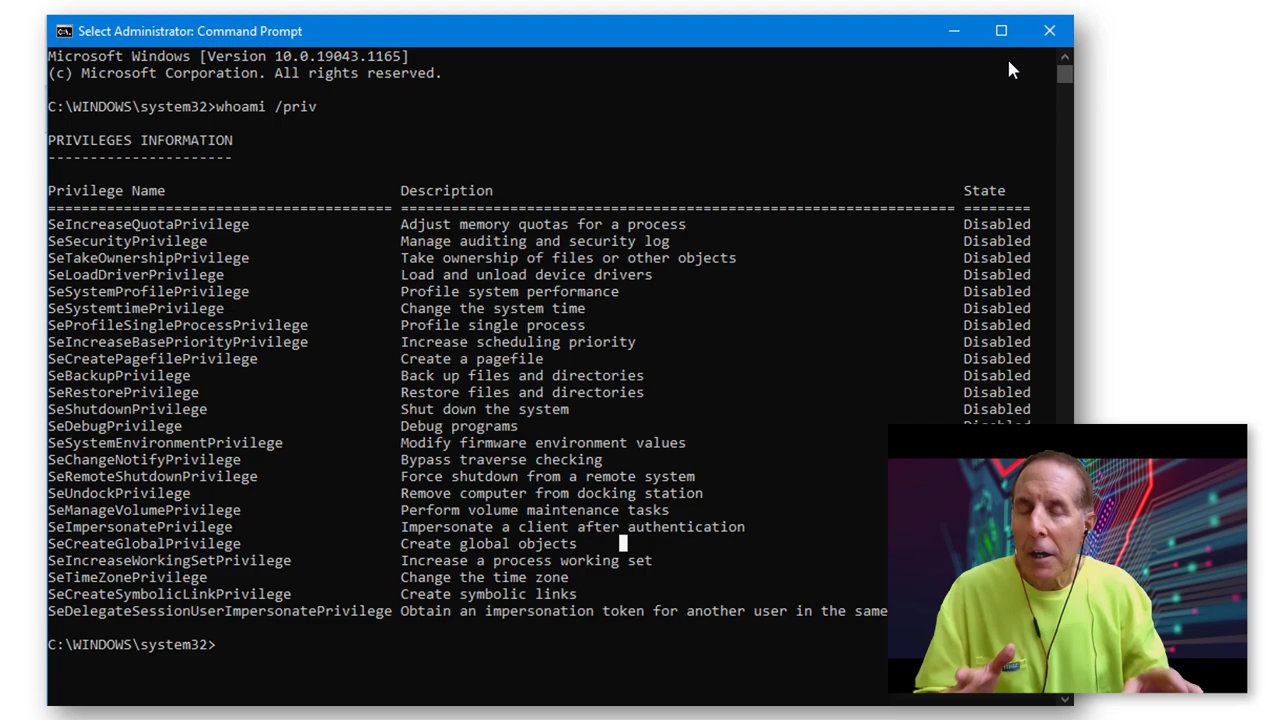 Select Administrator: Command Prompt
Microsoft Windows [Version 10.0.19043.1165]
(c) Microsoft Corporation. All rights reserved.
C:\WINDOWS\system32>whoami /priv
PRIVILEGES INFORMATION
----------------------
Privilege Name Description State
========================================= ================================================================== ========
SeIncreaseQuotaPrivilege Adjust memory quotas for a process Disabled
SeSecurityPrivilege Manage auditing and security log Disabled
SeTakeOwnershipPrivilege Take ownership of files or other objects Disabled
SeLoadDriverPrivilege Load and unload device drivers Disabled
SeSystemProfilePrivilege Profile system performance Disabled
SeSystemtimePrivilege Change the system time Disabled
SeProfileSingleProcessPrivilege Profile single process Disabled
SeIncreaseBasePriorityPrivilege Increase scheduling priority Disabled
SeCreatePagefilePrivilege Create a pagefile Disabled
SeBackupPrivilege Back up files and directories Disabled
SeRestorePrivilege Restore files and directories Disabled
SeShutdownPrivilege Shut down the system Disabled
SeDebugPrivilege Debug programs
SeSystemEnvironmentPrivilege Modify firmware environment values
SeChangeNotifyPrivilege Bypass traverse checking
SeRemoteShutdownPrivilege Force shutdown from a remote system
SeUndockPrivilege Remove computer from docking station
SeManageVolumePrivilege Perform volume maintenance tasks
SeImpersonatePrivilege Impersonate a client after authentication
SeCreateGlobalPrivilege Create global objects
SeIncreaseWorkingSetPrivilege Increase a process working set
SeTimeZonePrivilege Change the time zone
SeCreateSymbolicLinkPrivilege Create symbolic links
SeDelegateSessionUserImpersonatePrivilege Obtain an impersonation token for another user in the same
C:\WINDOWS\system32>